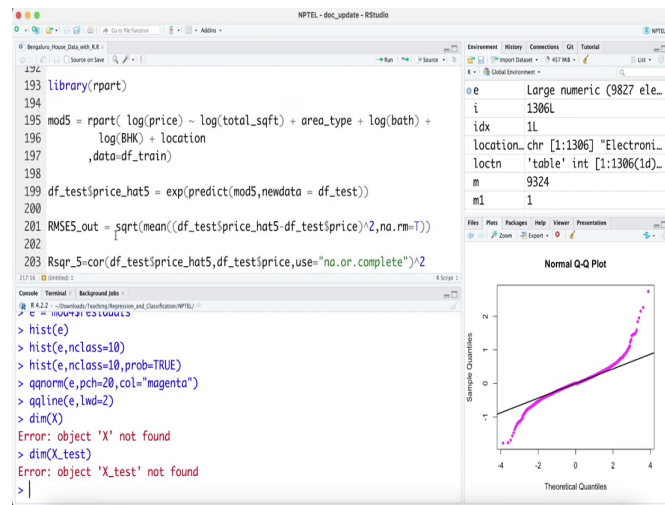 NPTEL - doc_update - RStudio
Go to file/function
Addins
NPTEL
Bengaluru_House_Data_with_R.R
Source on Save
Run
Source
192
193 library(rpart)
194
195 mod5 = rpart( log(price) ~ log(total_sqft) + area_type + log(bath) +
196 log(BHK) + location
197 ,data=df_train)
198
199 df_test$price_hat5 = exp(predict(mod5,newdata = df_test))
200
201 RMSE5_out = sqrt(mean((df_test$price_hat5-df_test$price)^2,na.rm=T))
202
203 Rsqr_5=cor(df_test$price_hat5,df_test$price,use="na.or.complete")^2
217:16 (Untitled) R Script
Console Terminal Background Jobs
R 4.2.2 · ~/Downloads/Teaching/Regression_and_Classification/NPTEL/
> e = mod4$residuals
> hist(e)
> hist(e,nclass=10)
> hist(e,nclass=10,prob=TRUE)
> qqnorm(e,pch=20,col="magenta")
> qqline(e,lwd=2)
> dim(X)
Error: object 'X' not found
> dim(X_test)
Error: object 'X_test' not found
>
Environment History Connections Git Tutorial
Import Dataset 457 MB List
R Global Environment
e Large numeric (9827 ele…
i 1306L
idx 1L
location… chr [1:1306] "Electroni…
loctn 'table' int [1:1306(1d)…
m 9324
m1 1
Files Plots Packages Help Viewer Presentation
Zoom Export
Normal Q-Q Plot
Sample Quantiles
2
1
0
-1
-4 -2 0 2 4
Theoretical Quantiles